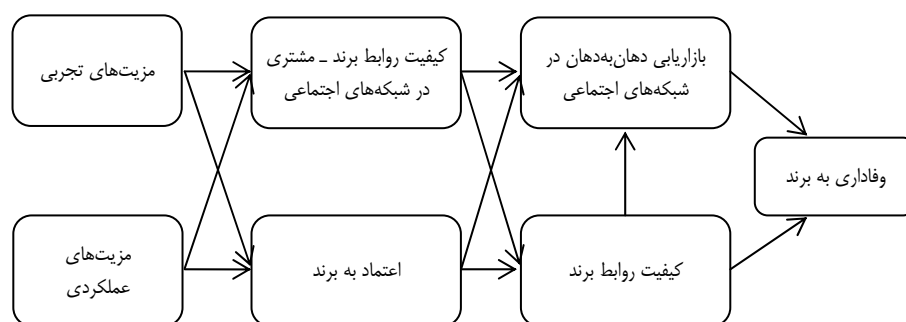 مزیت‌های تجربی
کیفیت روابط برند ـ مشتری
در شبکه‌های اجتماعی
بازاریابی دهان‌به‌دهان در
شبکه‌های اجتماعی
وفاداری به برند
مزیت‌های
عملکردی
اعتماد به برند
کیفیت روابط برند